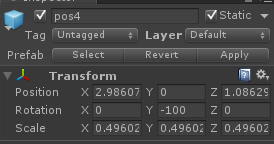 pos4 Static
Tag Untagged Layer Default
Prefab Select Revert Apply
Transform
Position X 2.98607 Y 0 Z 1.08629
Rotation X 0 Y -100 Z 0
Scale X 0.49602 Y 0.49602 Z 0.49602